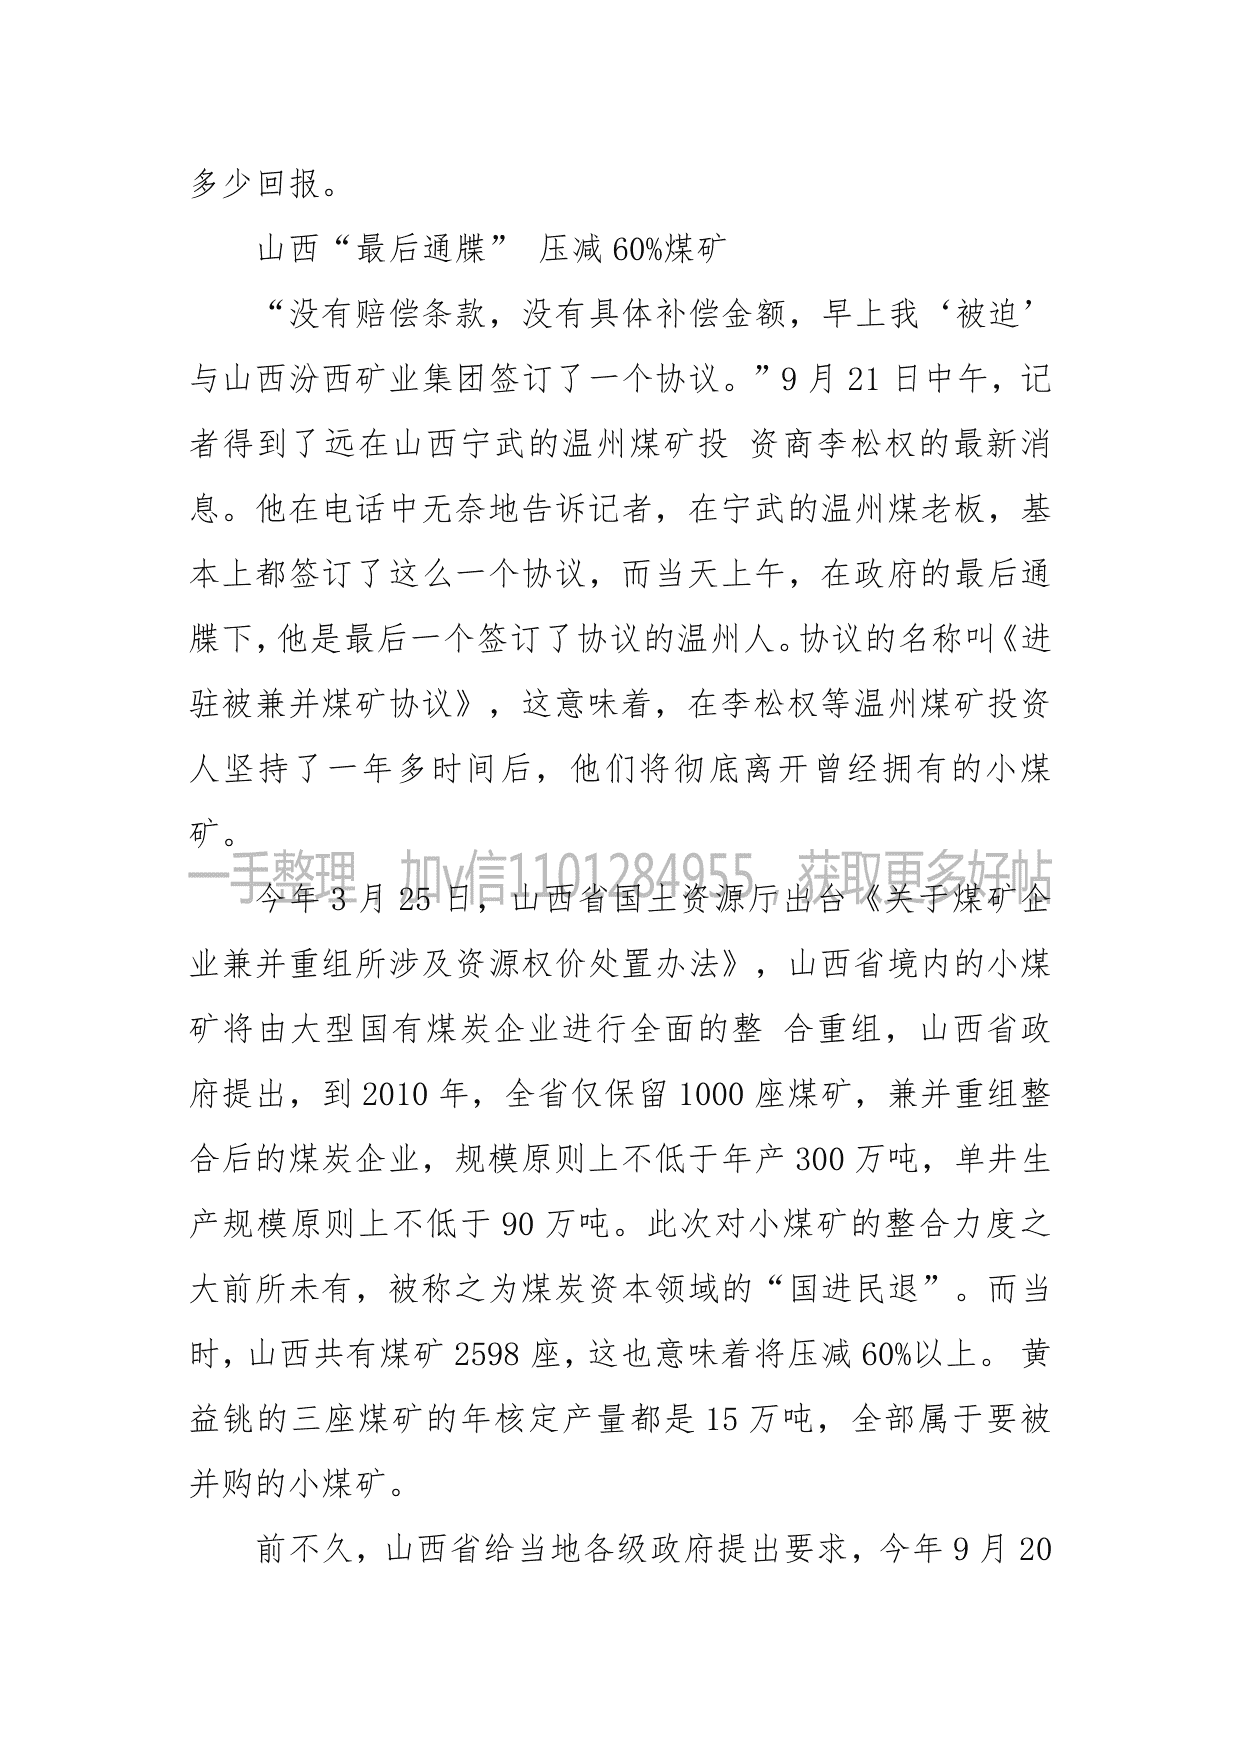 多少回报。
山西“最后通牒” 压减60%煤矿
“没有赔偿条款，没有具体补偿金额，早上我‘被迫’
与山西汾西矿业集团签订了一个协议。”9月21日中午，记
者得到了远在山西宁武的温州煤矿投 资商李松权的最新消
息。他在电话中无奈地告诉记者，在宁武的温州煤老板，基
本上都签订了这么一个协议，而当天上午，在政府的最后通
牒下，他是最后一个签订了协议的温州人。协议的名称叫《进
驻被兼并煤矿协议》，这意味着，在李松权等温州煤矿投资
人坚持了一年多时间后，他们将彻底离开曾经拥有的小煤
矿。
一手整理，加v信1101284955，获取更多好帖
今年3月25日，山西省国土资源厅出台《关于煤矿企
业兼并重组所涉及资源权价处置办法》，山西省境内的小煤
矿将由大型国有煤炭企业进行全面的整 合重组，山西省政
府提出，到2010年，全省仅保留1000座煤矿，兼并重组整
合后的煤炭企业，规模原则上不低于年产300万吨，单井生
产规模原则上不低于90万吨。此次对小煤矿的整合力度之
大前所未有，被称之为煤炭资本领域的“国进民退”。而当
时，山西共有煤矿2598座，这也意味着将压减60%以上。 黄
益铫的三座煤矿的年核定产量都是15万吨，全部属于要被
并购的小煤矿。
前不久，山西省给当地各级政府提出要求，今年9月20